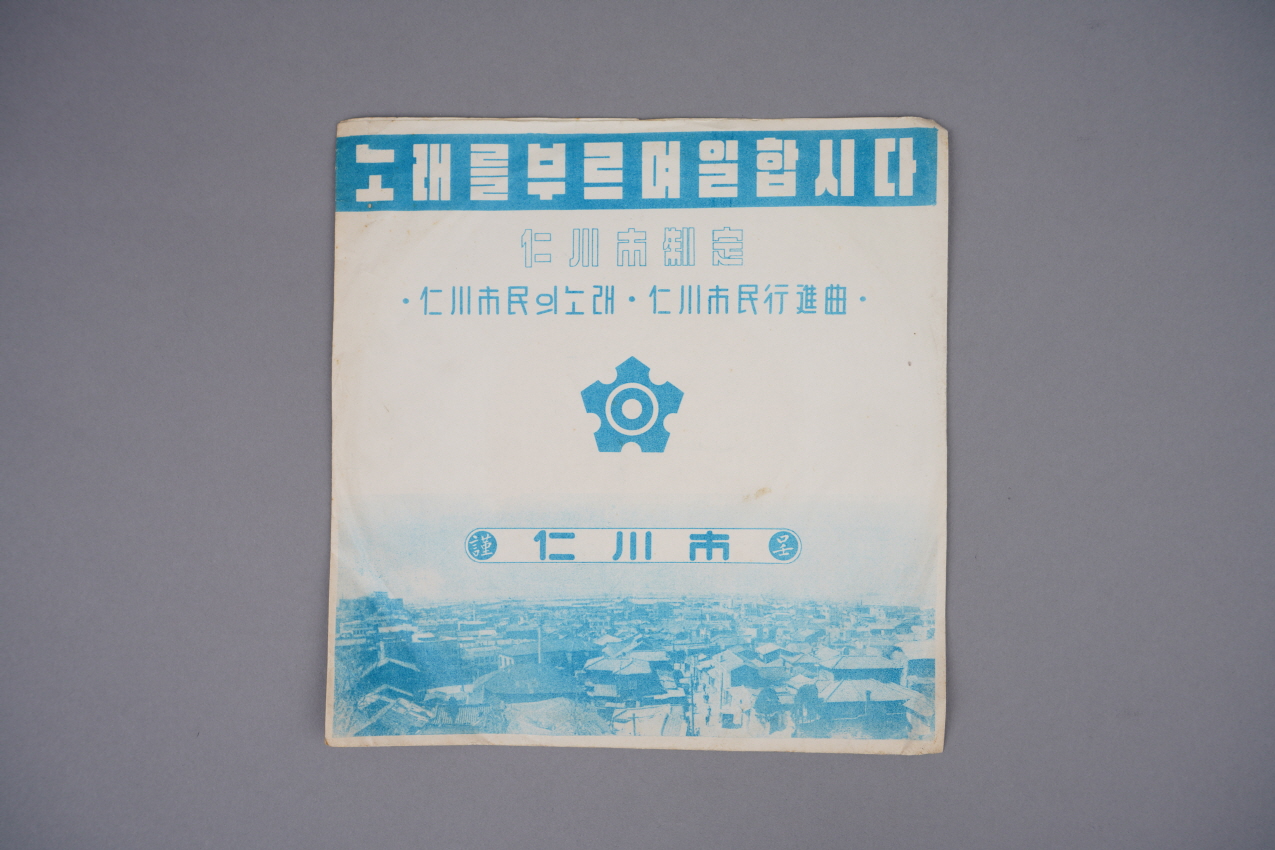 노래를부르며일합시다
仁川市制定
·仁川市民의노래·仁川市民行進曲·
謹 仁川市 呈